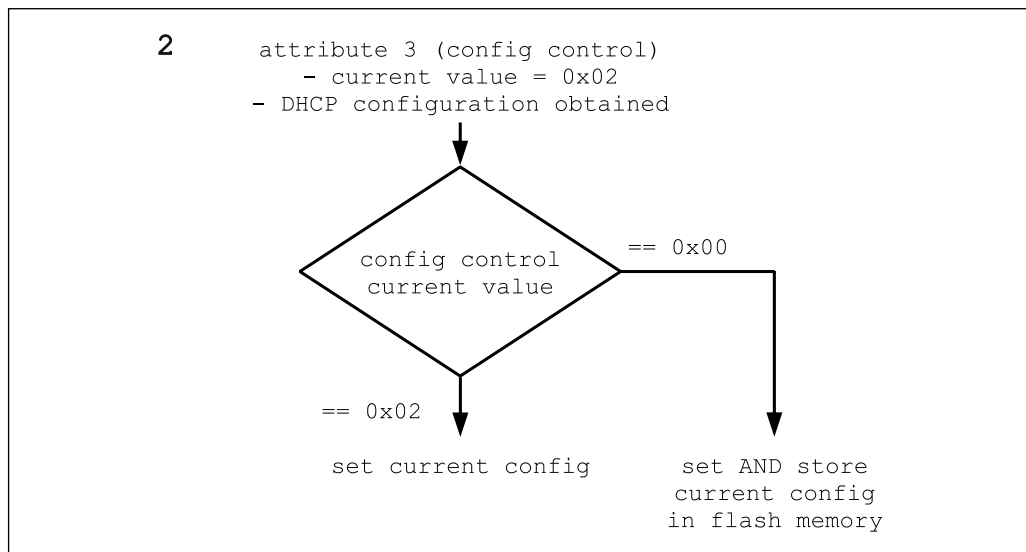 2
attribute 3 (config control)
- current value = 0x02
- DHCP configuration obtained
config control
current value
== 0x00
== 0x02
set current config
set AND store
current config
in flash memory